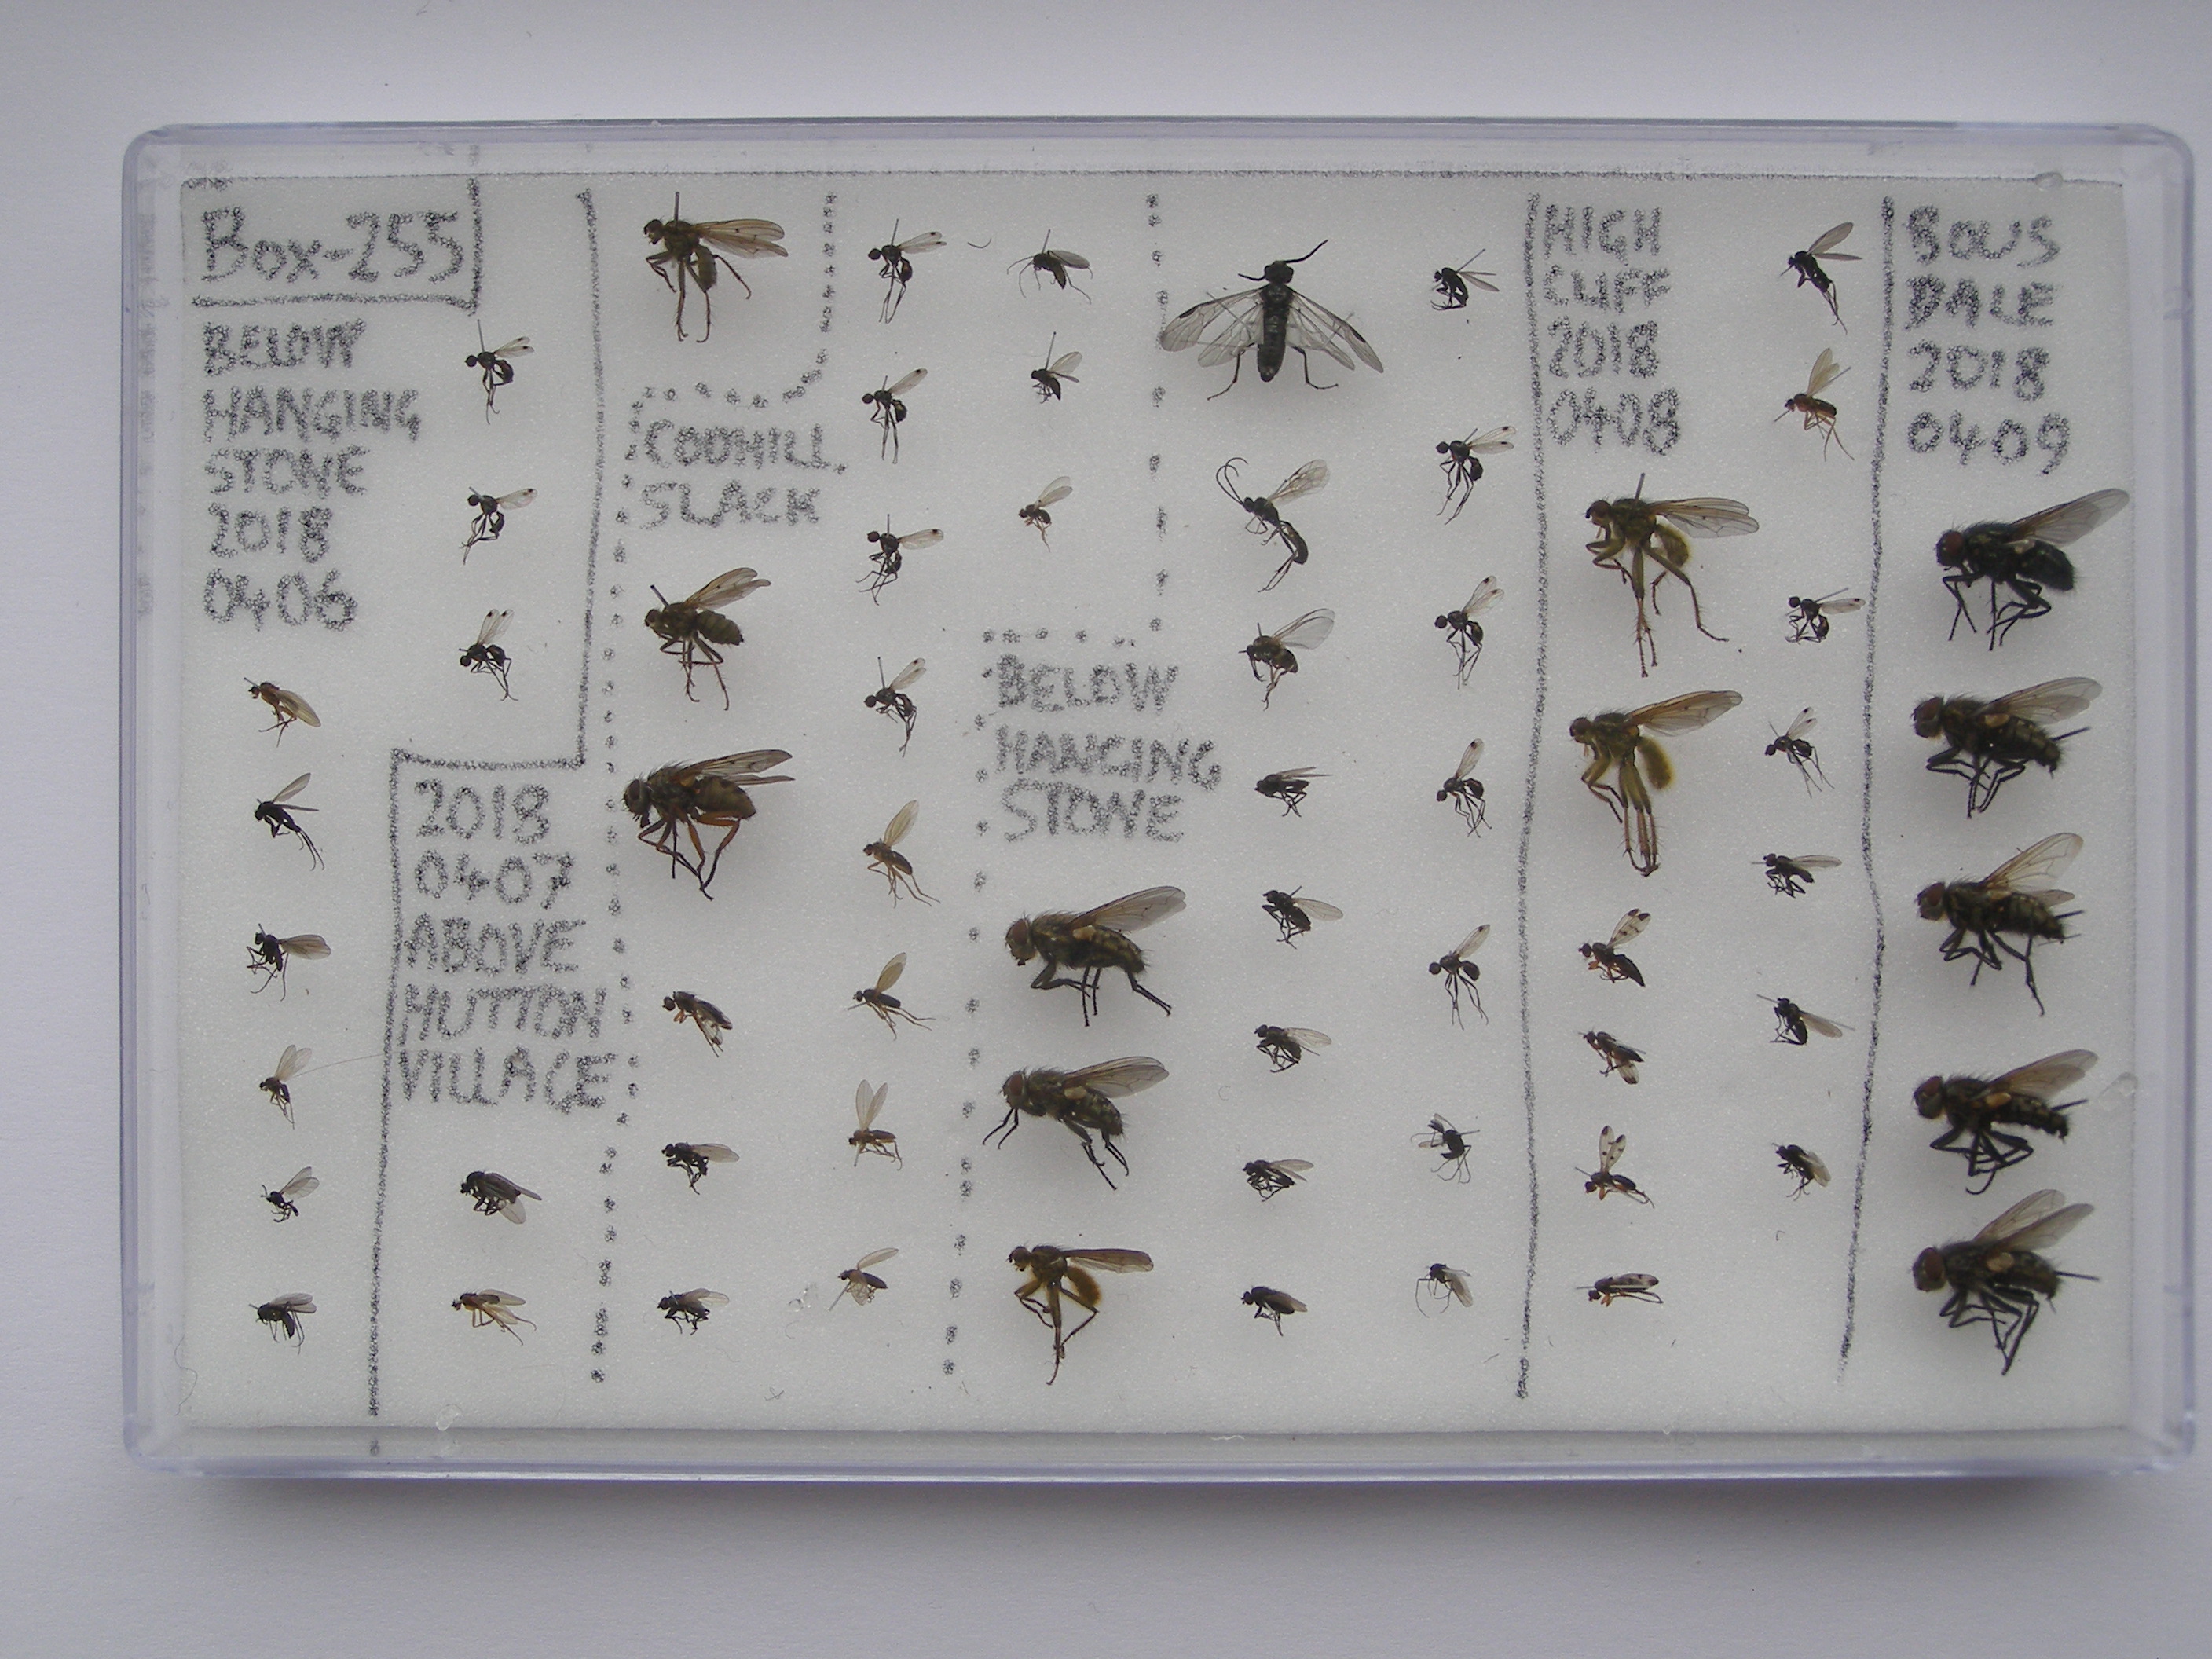 Box-255
BELOW
HANGING
STONE
2018
0406
2018
0407
ABOVE
HUTTON
VILLAGE
CODHILL
SLACK
BELOW
HANGING
STONE
HIGH
CLIFF
2018
0408
BOUS
DALE
2018
0409